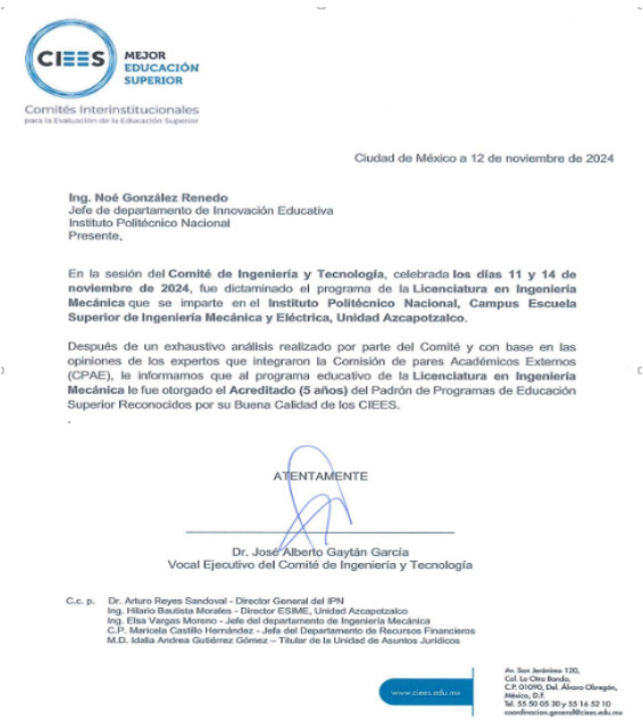 CIEES
MEJOR
EDUCACIÓN
SUPERIOR
Comités Interinstitucionales
para la Evaluación de la Educación Superior
Ciudad de México a 12 de noviembre de 2024
Ing. Noé González Renedo
Jefe de departamento de Innovación Educativa
Instituto Politécnico Nacional
Presente,
En la sesión del Comité de Ingeniería y Tecnología, celebrada los días 11 y 14 de
noviembre de 2024, fue dictaminado el programa de la Licenciatura en Ingeniería
Mecánica que se imparte en el Instituto Politécnico Nacional, Campus Escuela
Superior de Ingeniería Mecánica y Eléctrica, Unidad Azcapotzalco.
Después de un exhaustivo análisis realizado por parte del Comité y con base en las
opiniones de los expertos que integraron la Comisión de pares Académicos Externos
(CPAE), le informamos que al programa educativo de la Licenciatura en Ingeniería
Mecánica le fue otorgado el Acreditado (5 años) del Padrón de Programas de Educación
Superior Reconocidos por su Buena Calidad de los CIEES.
ATENTAMENTE
Dr. José Alberto Gaytán García
Vocal Ejecutivo del Comité de Ingeniería y Tecnología
C.c. p. Dr. Arturo Reyes Sandoval - Director General del IPN
Ing. Hilario Bautista Morales - Director ESIME, Unidad Azcapotzalco
Ing. Elsa Vargas Moreno - Jefe del departamento de Ingeniería Mecánica
C.P. Maricela Castillo Hernández - Jefa del Departamento de Recursos Financieros
M.D. Idalia Andrea Gutiérrez Gómez – Titular de la Unidad de Asuntos Jurídicos
www.ciees.edu.mx
Av. San Jerónimo 120,
Col. La Otra Banda,
C.P. 01090, Del. Álvaro Obregón,
México, D.F.
Tel. 55 50 05 30 y 55 16 52 10
coordinacion.general@ciees.edu.mx